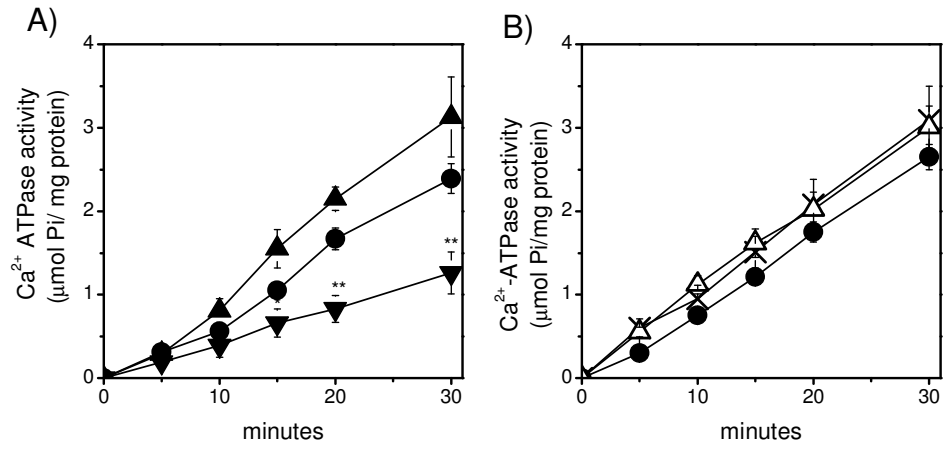 A)
4
3
2
1
0
Ca²⁺ ATPase activity
(μmol Pi/ mg protein)
**
**
*
0
10
20
30
minutes
B)
4
3
2
1
0
Ca²⁺-ATPase activity
(μmol Pi/mg protein)
0
10
20
30
minutes